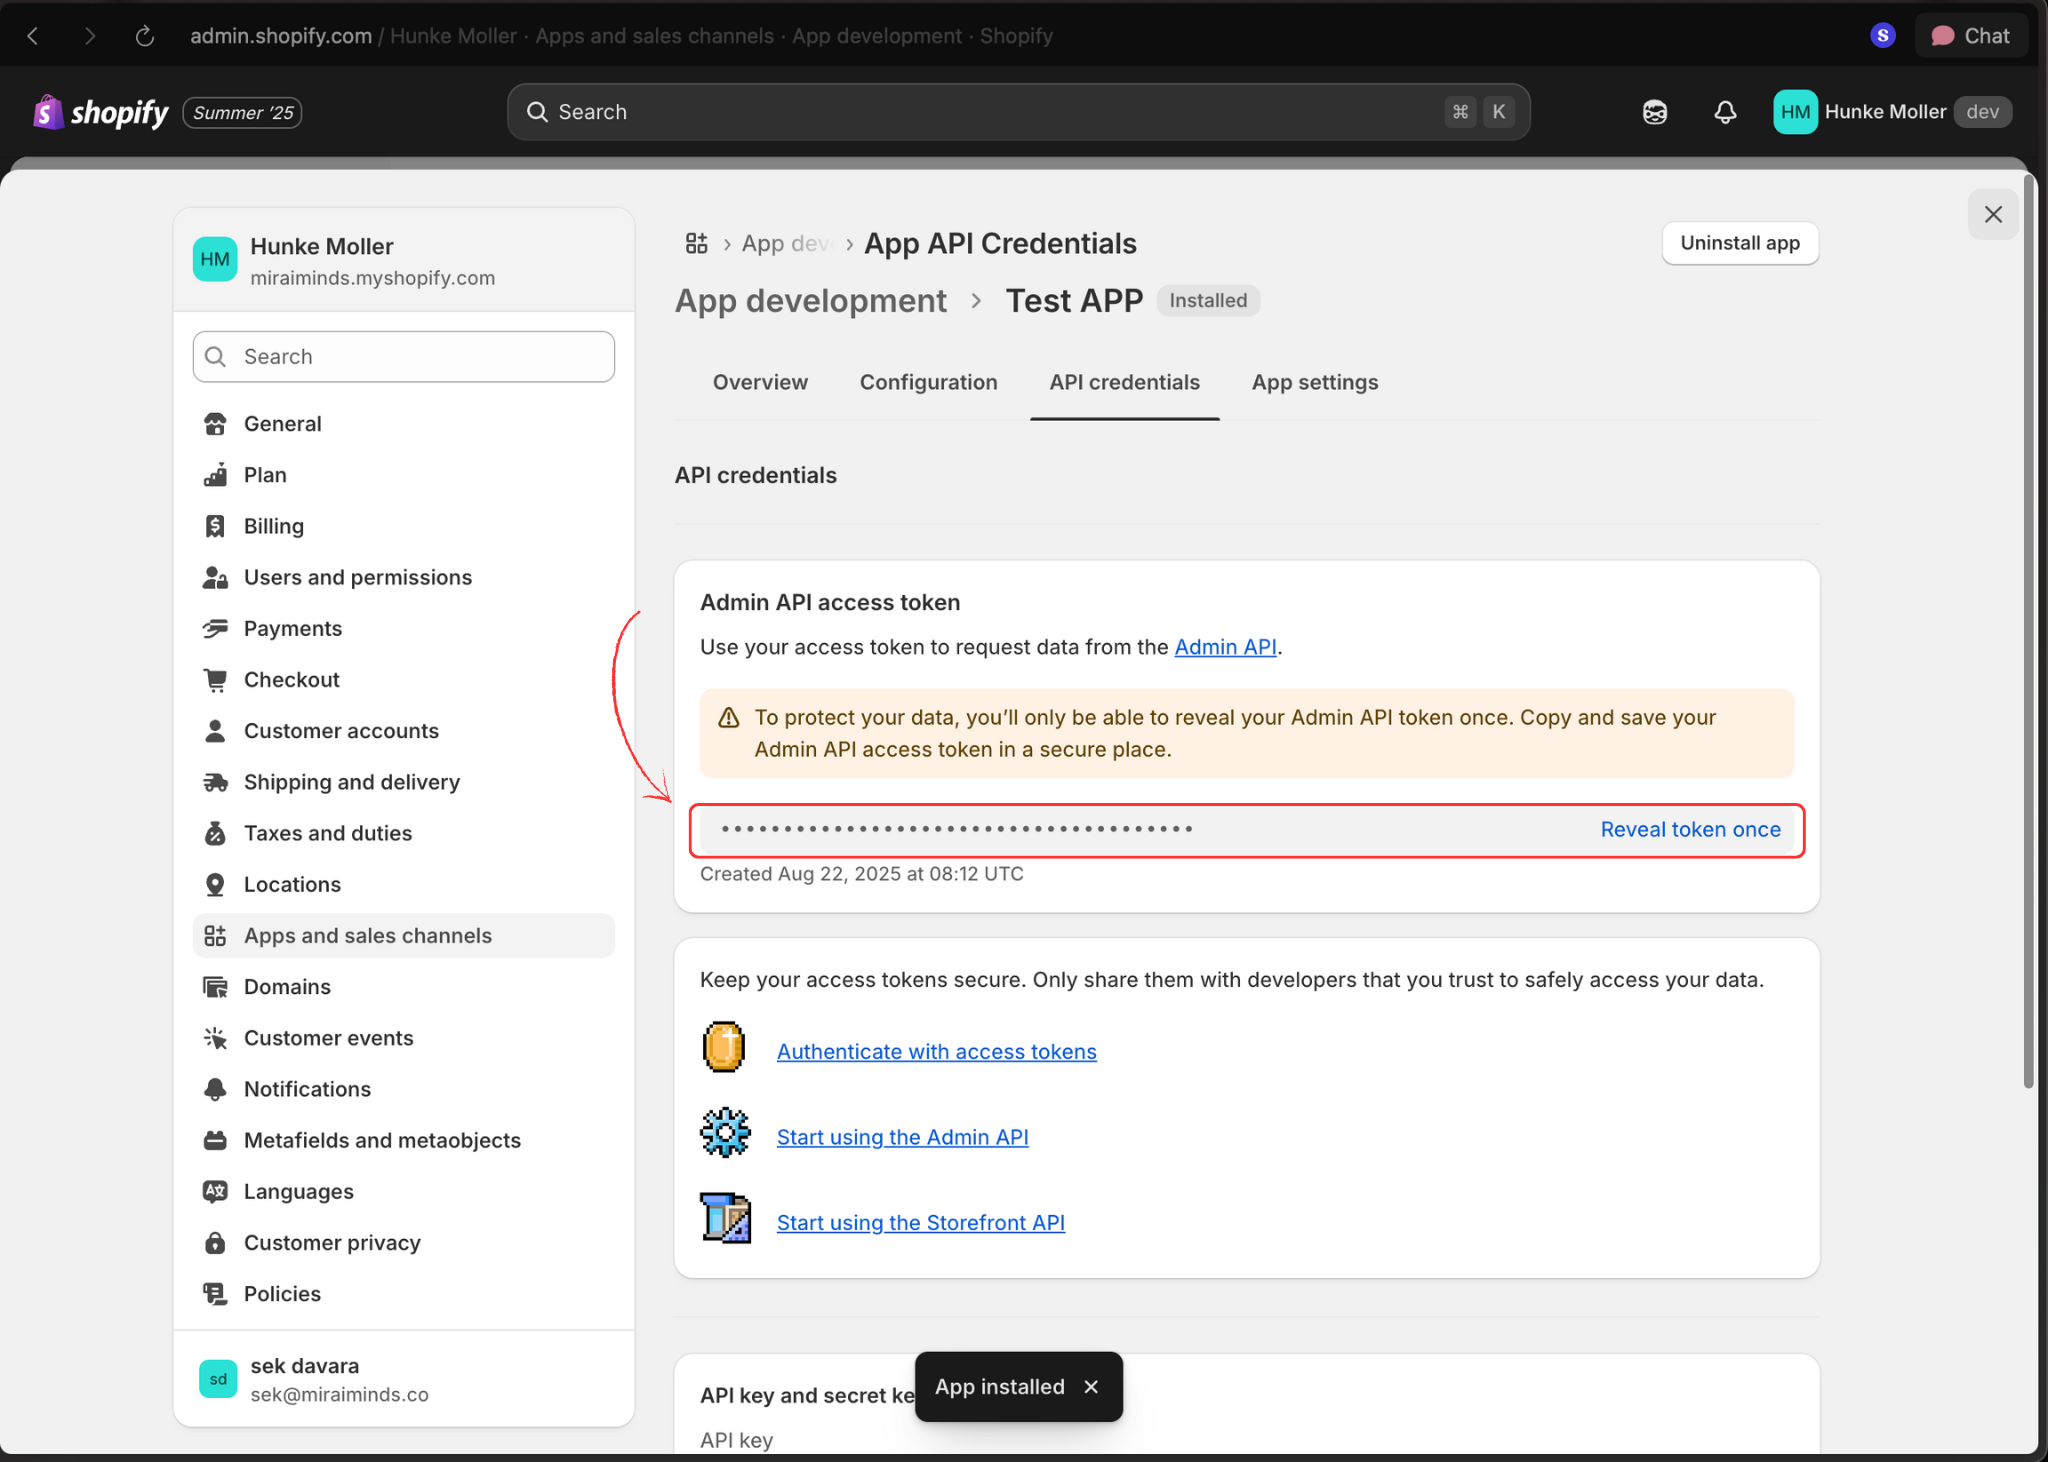 admin.shopify.com / Hunke Moller · Apps and sales channels · App development · Shopify
S
Chat
shopify
Summer '25
Search
⌘ K
HM
Hunke Moller
dev
HM
Hunke Moller
miraiminds.myshopify.com
Search
General
Plan
Billing
Users and permissions
Payments
Checkout
Customer accounts
Shipping and delivery
Taxes and duties
Locations
Apps and sales channels
Domains
Customer events
Notifications
Metafields and metaobjects
Languages
Customer privacy
Policies
sd
sek davara
sek@miraiminds.co
App dev › App API Credentials
Uninstall app
App development › Test APP
Installed
Overview
Configuration
API credentials
App settings
API credentials
Admin API access token
Use your access token to request data from the Admin API.
To protect your data, you’ll only be able to reveal your Admin API token once. Copy and save your
Admin API access token in a secure place.
••••••••••••••••••••••••••••••••••••••
Reveal token once
Created Aug 22, 2025 at 08:12 UTC
Keep your access tokens secure. Only share them with developers that you trust to safely access your data.
Authenticate with access tokens
Start using the Admin API
Start using the Storefront API
API key and secret ke
API key
App installed